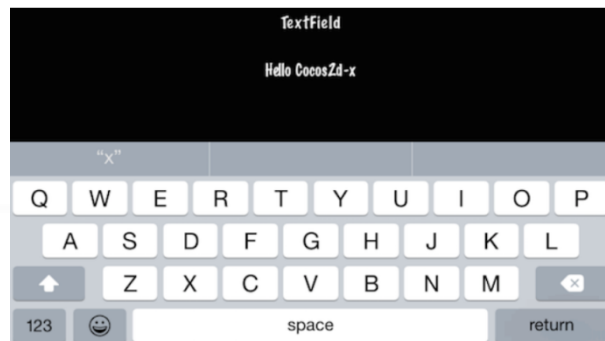 TextField
Hello Cocos2d-x
“x”
Q W E R T Y U I O P
A S D F G H J K L
Z X C V B N M
123 space return